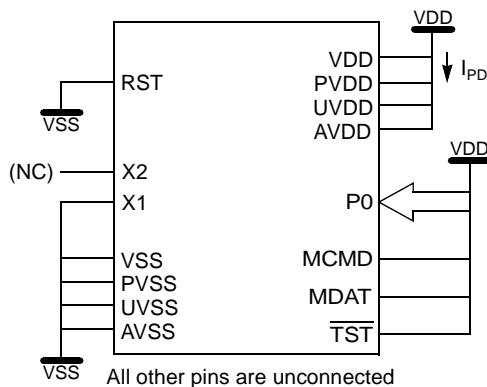 VDD
VDD
RST
PVDD
I_PD
UVDD
VSS
AVDD
VDD
(NC)
X2
X1
P0
VSS
MCMD
PVSS
UVSS
MDAT
AVSS
TST
VSS
All other pins are unconnected